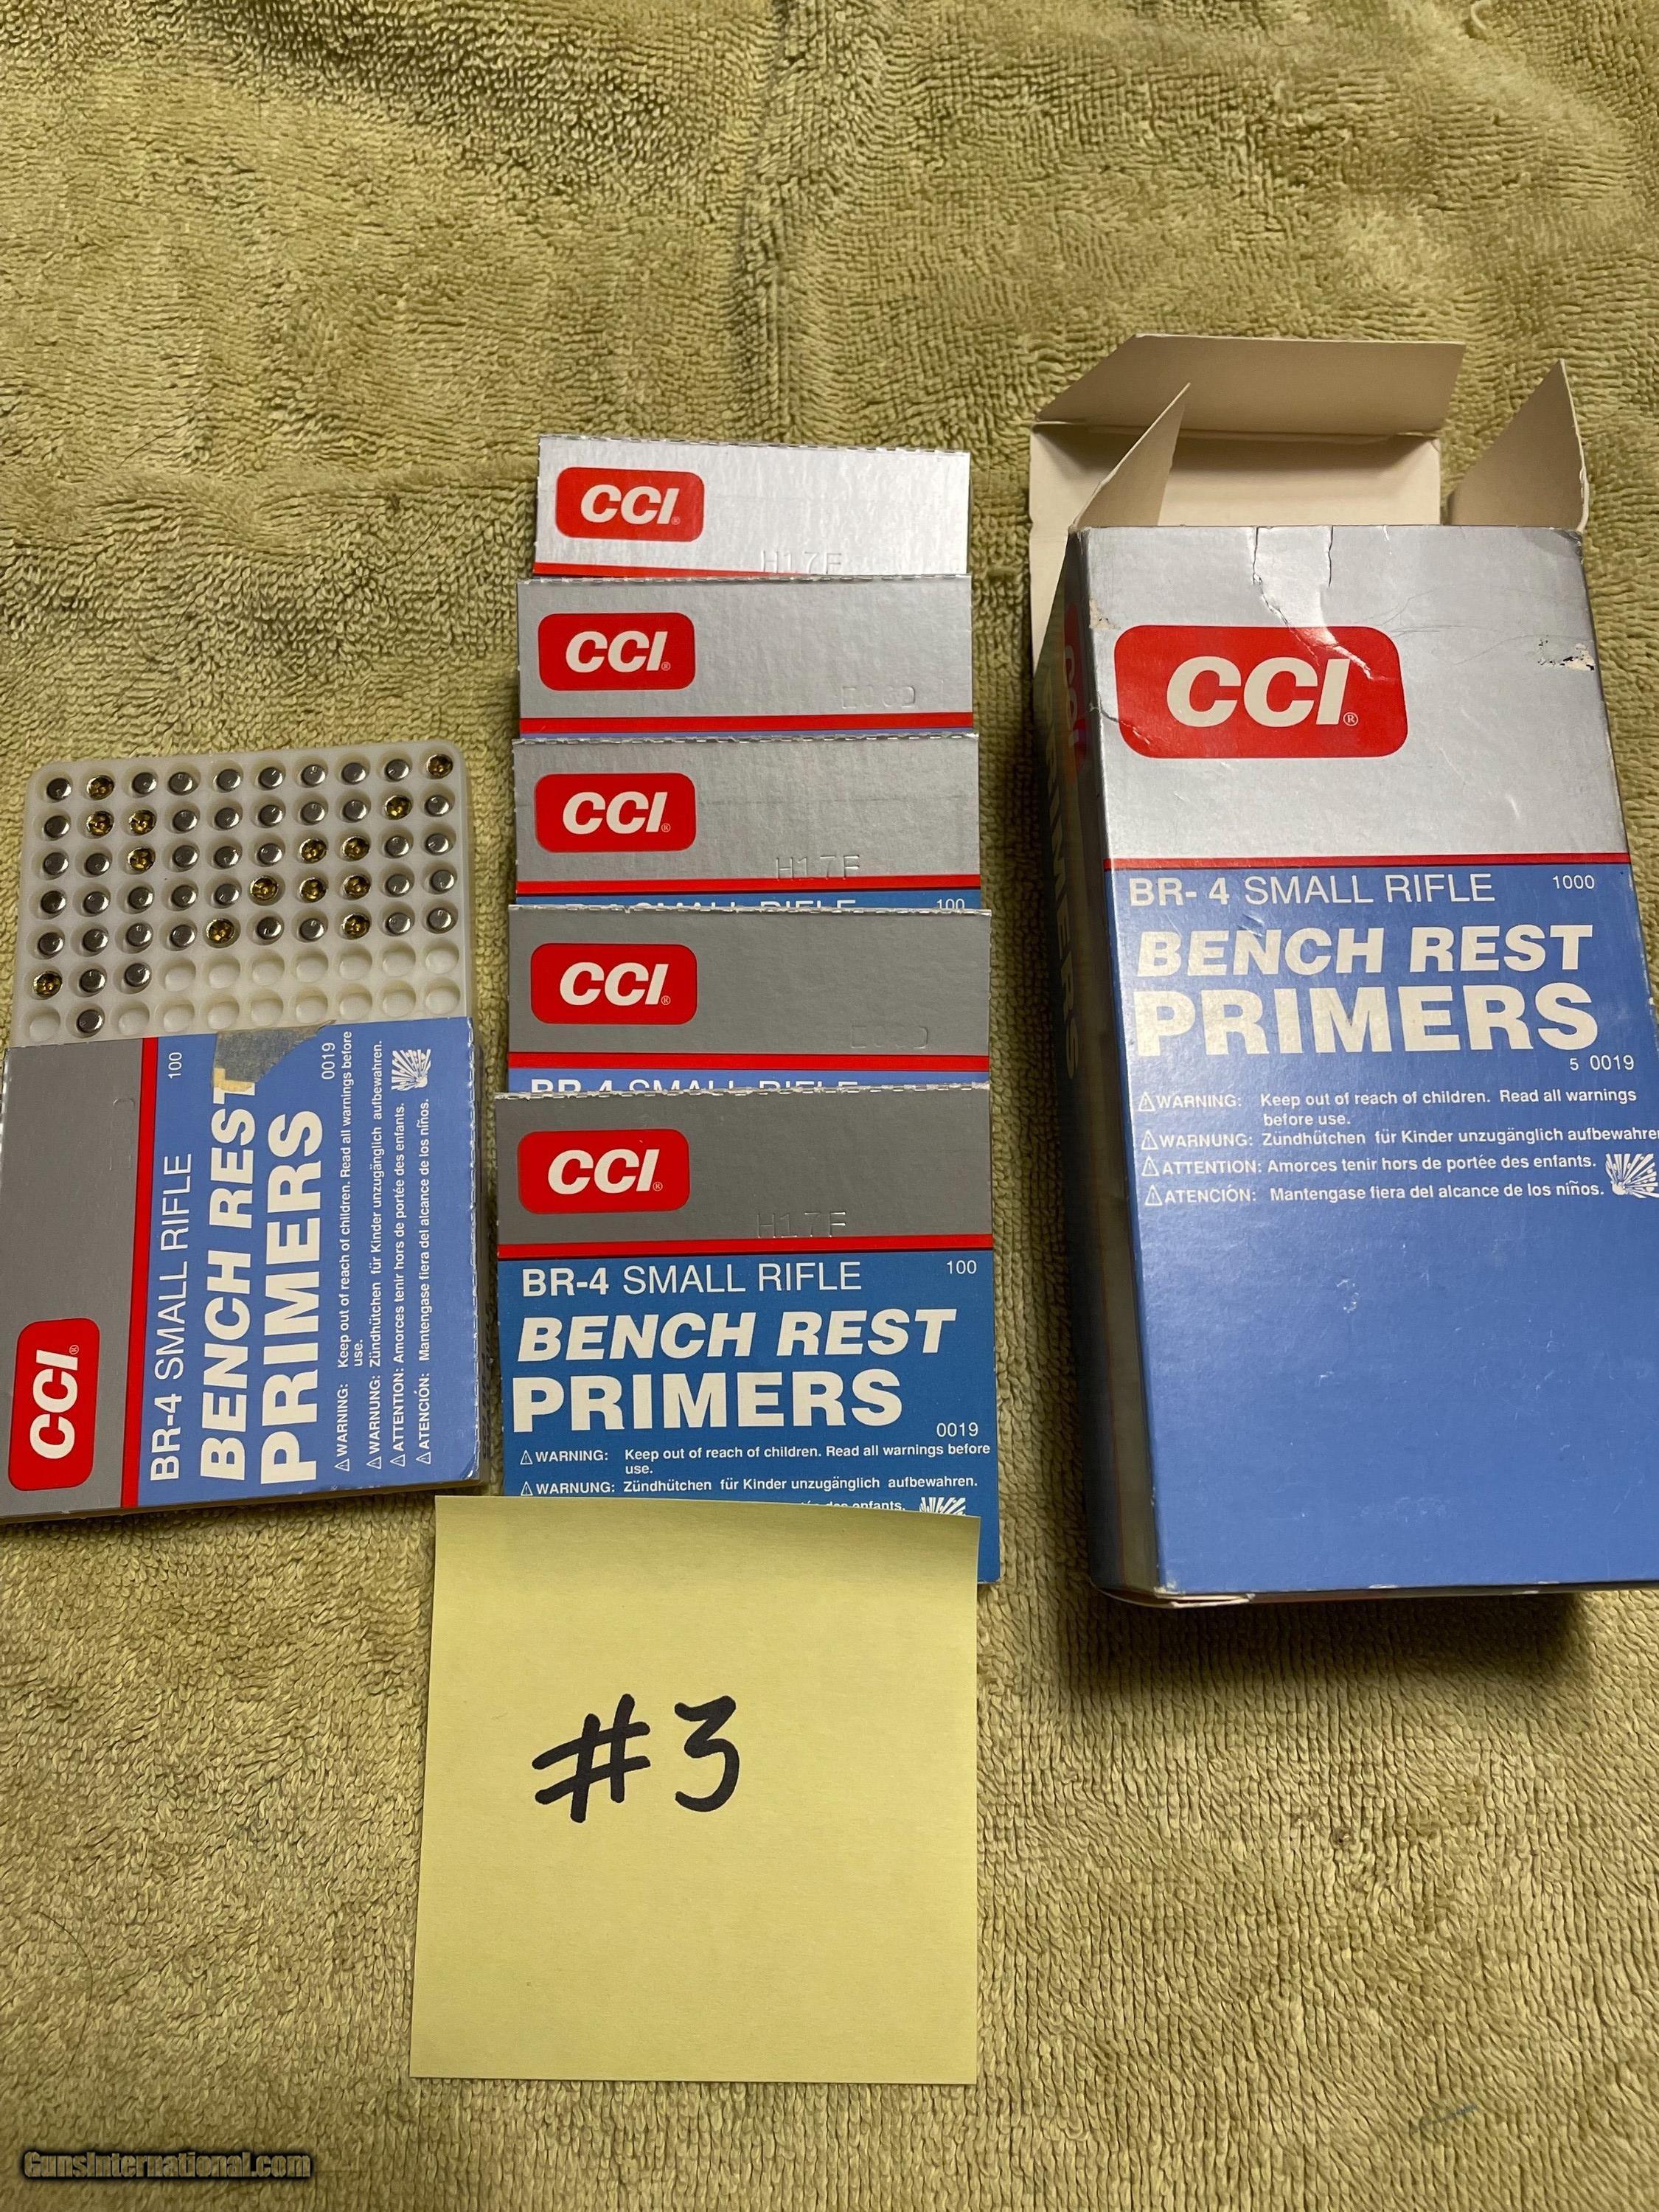 CCI®
H17F
CCI®
CCI®
H17F
SMALL RIFLE 100
CCI®
BR-4 SMALL RIFLE
CCI®
H17F
BR-4 SMALL RIFLE 100
BENCH REST
PRIMERS
0019
⚠WARNING: Keep out of reach of children. Read all warnings before
use.
⚠WARNUNG: Zündhütchen für Kinder unzugänglich aufbewahren.
des enfants.
CCI®
BR-4 SMALL RIFLE 100
BENCH REST
PRIMERS
0019
⚠WARNING: Keep out of reach of children. Read all warnings before
use.
⚠WARNUNG: Zündhütchen für Kinder unzugänglich aufbewahren.
⚠ATTENTION: Amorces tenir hors de portée des enfants.
⚠ATENCIÓN: Mantengase fiera del alcance de los niños.
CCI®
BR- 4 SMALL RIFLE 1000
BENCH REST
PRIMERS
5 0019
⚠WARNING: Keep out of reach of children. Read all warnings
before use.
⚠WARNUNG: Zündhütchen für Kinder unzugänglich aufbewahren
⚠ATTENTION: Amorces tenir hors de portée des enfants.
⚠ATENCIÓN: Mantengase fiera del alcance de los niños.
#3
GunsInternational.com